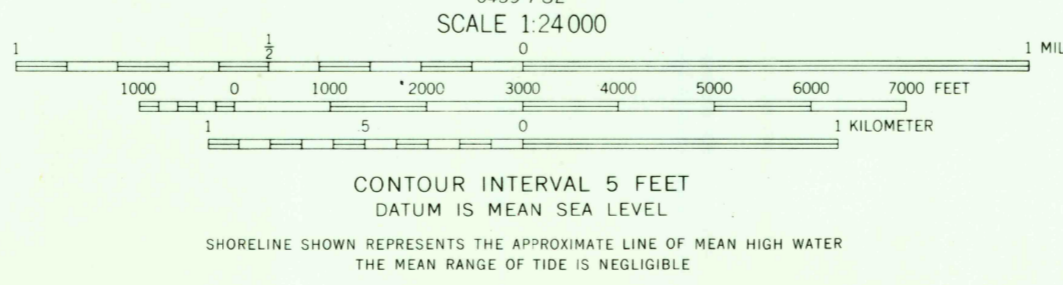 SCALE 1:24 000
1 ½ 0 1
1000 0 1000 2000 3000 4000 5000 6000 7000 FEET
1 .5 0 1 KILOMETER
CONTOUR INTERVAL 5 FEET
DATUM IS MEAN SEA LEVEL
SHORELINE SHOWN REPRESENTS THE APPROXIMATE LINE OF MEAN HIGH WATER
THE MEAN RANGE OF TIDE IS NEGLIGIBLE